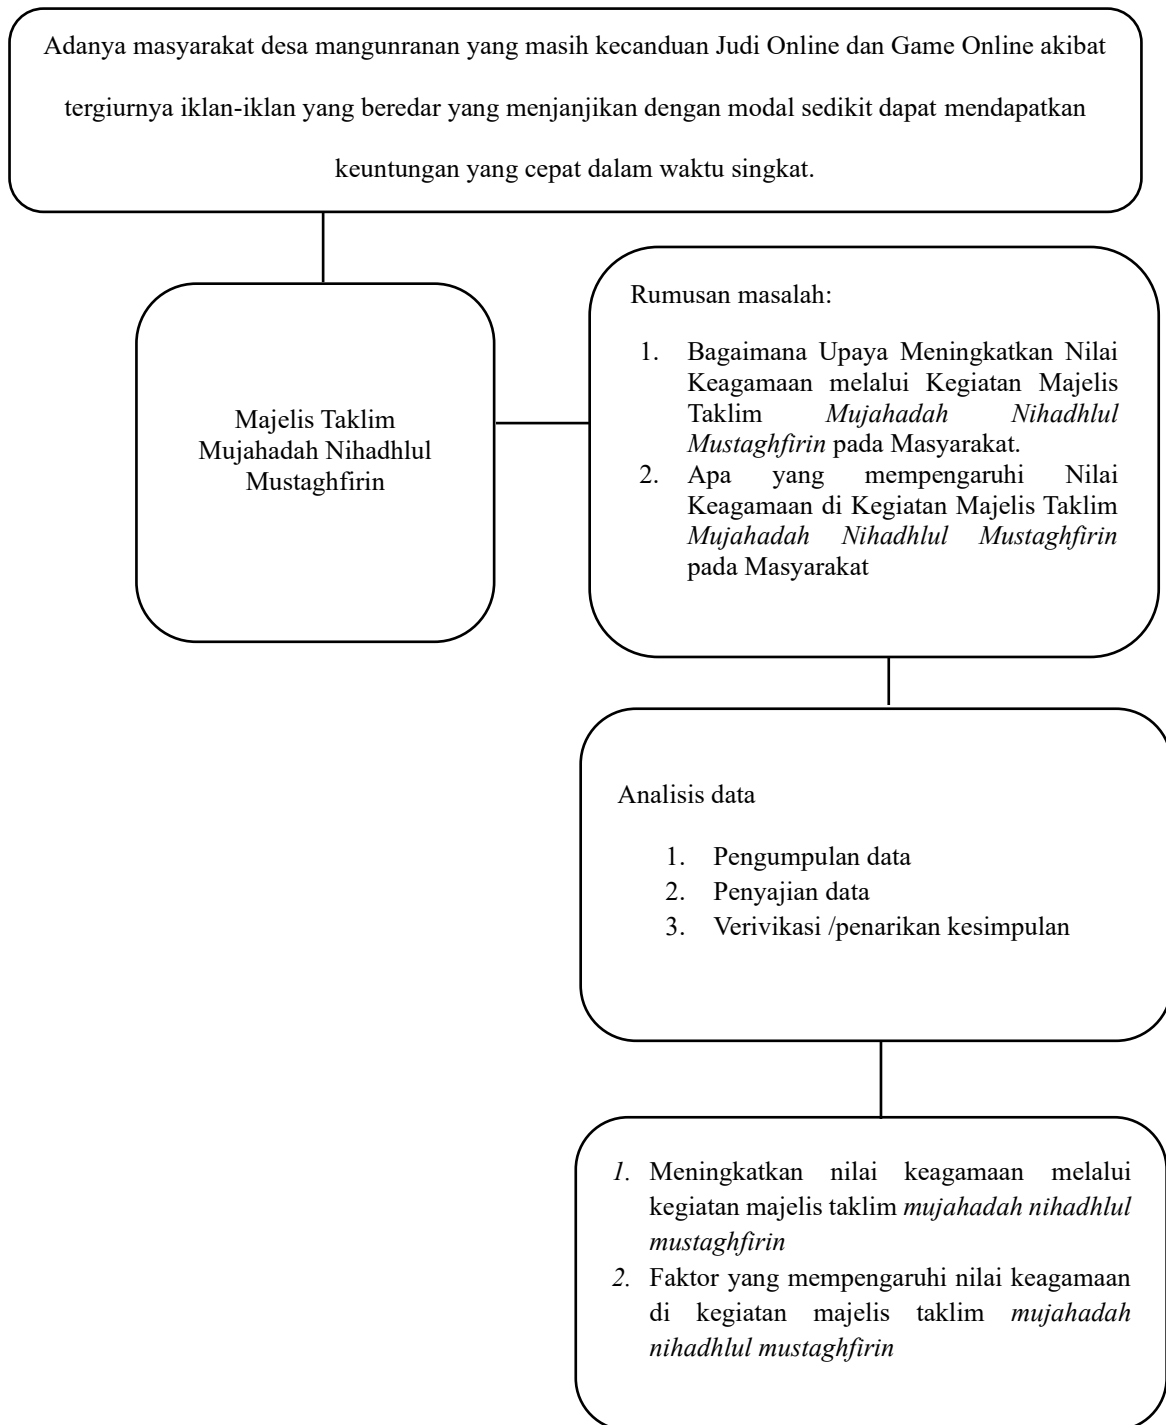 Adanya masyarakat desa mangunranan yang masih kecanduan Judi Online dan Game Online akibat
tergiurnya iklan-iklan yang beredar yang menjanjikan dengan modal sedikit dapat mendapatkan
keuntungan yang cepat dalam waktu singkat.
Majelis Taklim
Mujahadah Nihadhlul
Mustaghfirin
Rumusan masalah:
1. Bagaimana Upaya Meningkatkan Nilai
Keagamaan melalui Kegiatan Majelis
Taklim Mujahadah Nihadhlul
Mustaghfirin pada Masyarakat.
2. Apa yang mempengaruhi Nilai
Keagamaan di Kegiatan Majelis Taklim
Mujahadah Nihadhlul Mustaghfirin
pada Masyarakat
Analisis data
1. Pengumpulan data
2. Penyajian data
3. Verivikasi /penarikan kesimpulan
1. Meningkatkan nilai keagamaan melalui
kegiatan majelis taklim mujahadah nihadhlul
mustaghfirin
2. Faktor yang mempengaruhi nilai keagamaan
di kegiatan majelis taklim mujahadah
nihadhlul mustaghfirin